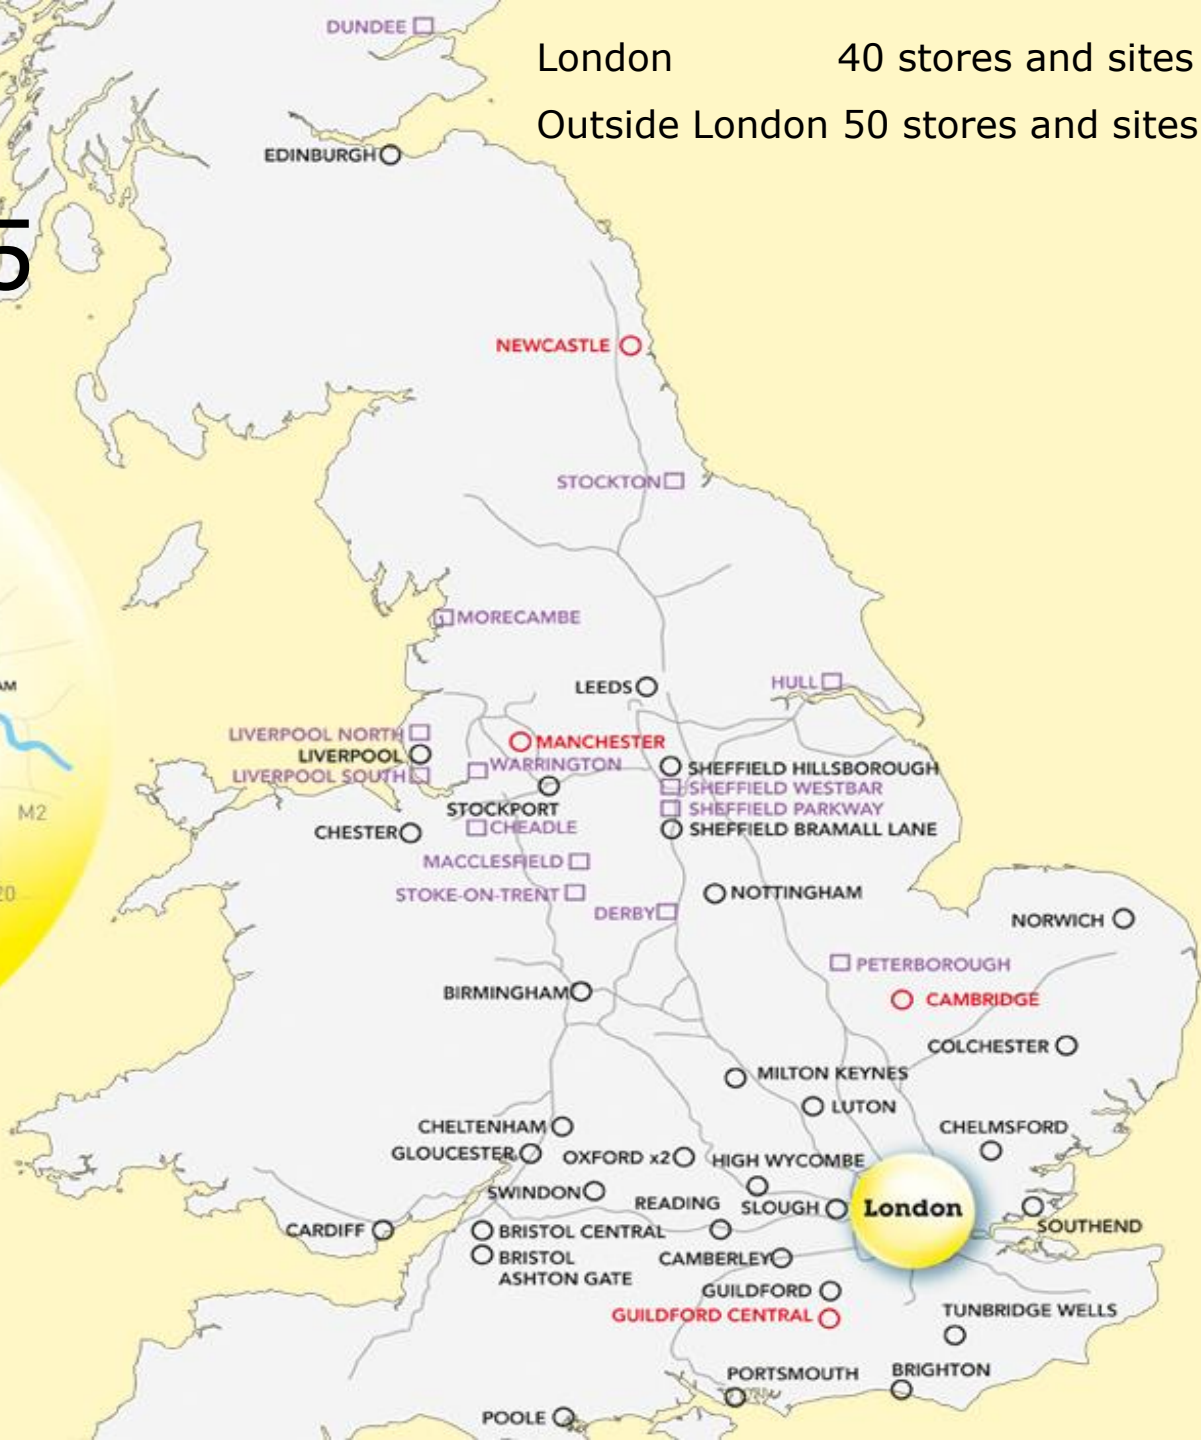 DUNDEE
London 40 stores and sites
Outside London 50 stores and sites
EDINBURGH
5
NEWCASTLE
STOCKTON
MORECAMBE
LEEDS
HULL
LIVERPOOL NORTH
MANCHESTER
LIVERPOOL
WARRINGTON
SHEFFIELD HILLSBOROUGH
LIVERPOOL SOUTH
SHEFFIELD WESTBAR
STOCKPORT
SHEFFIELD PARKWAY
M2
CHEADLE
SHEFFIELD BRAMALL LANE
CHESTER
MACCLESFIELD
STOKE-ON-TRENT
NOTTINGHAM
DERBY
NORWICH
PETERBOROUGH
BIRMINGHAM
CAMBRIDGE
COLCHESTER
MILTON KEYNES
LUTON
CHELTENHAM
CHELMSFORD
GLOUCESTER
OXFORD x2
HIGH WYCOMBE
SWINDON
READING
SLOUGH
London
CARDIFF
BRISTOL CENTRAL
SOUTHEND
BRISTOL
ASHTON GATE
CAMBERLEY
GUILDFORD
GUILDFORD CENTRAL
TUNBRIDGE WELLS
PORTSMOUTH
BRIGHTON
POOLE